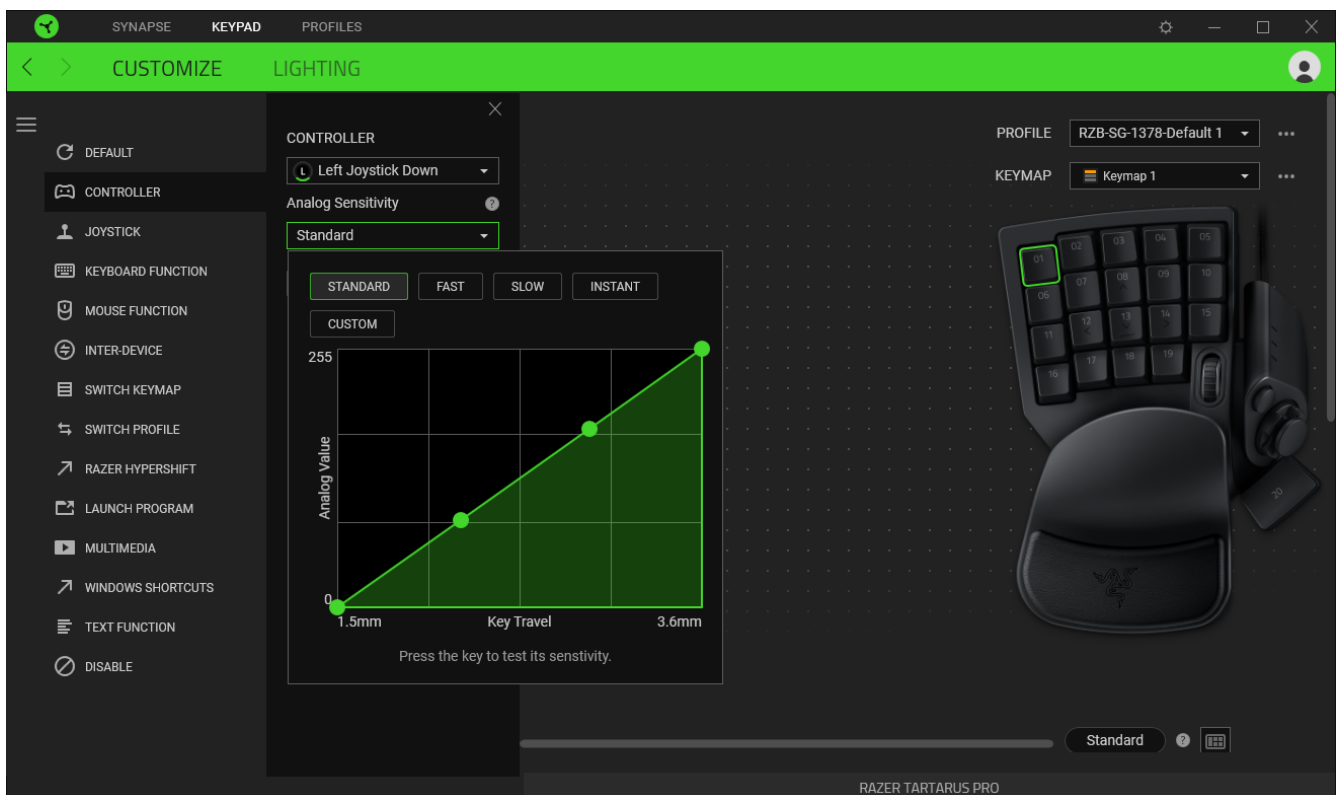 SYNAPSE KEYPAD PROFILES
CUSTOMIZE LIGHTING
DEFAULT
CONTROLLER
JOYSTICK
KEYBOARD FUNCTION
MOUSE FUNCTION
INTER-DEVICE
SWITCH KEYMAP
SWITCH PROFILE
RAZER HYPERSHIFT
LAUNCH PROGRAM
MULTIMEDIA
WINDOWS SHORTCUTS
TEXT FUNCTION
DISABLE
CONTROLLER
L Left Joystick Down
Analog Sensitivity ?
Standard
STANDARD FAST SLOW INSTANT
CUSTOM
255
Analog Value
0
1.5mm Key Travel 3.6mm
Press the key to test its senstivity.
PROFILE RZB-SG-1378-Default 1
KEYMAP Keymap 1
01 02 03 04 05
06 07 08 09 10
11 12 13 14 15
16 17 18 19
20
Standard ?
RAZER TARTARUS PRO